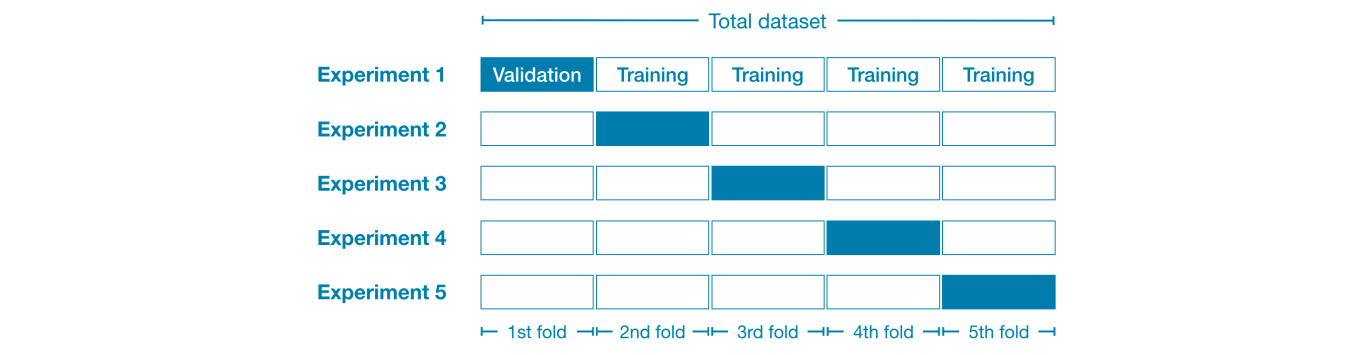 Total dataset
Experiment 1 Validation Training Training Training Training
Experiment 2
Experiment 3
Experiment 4
Experiment 5
1st fold 2nd fold 3rd fold 4th fold 5th fold